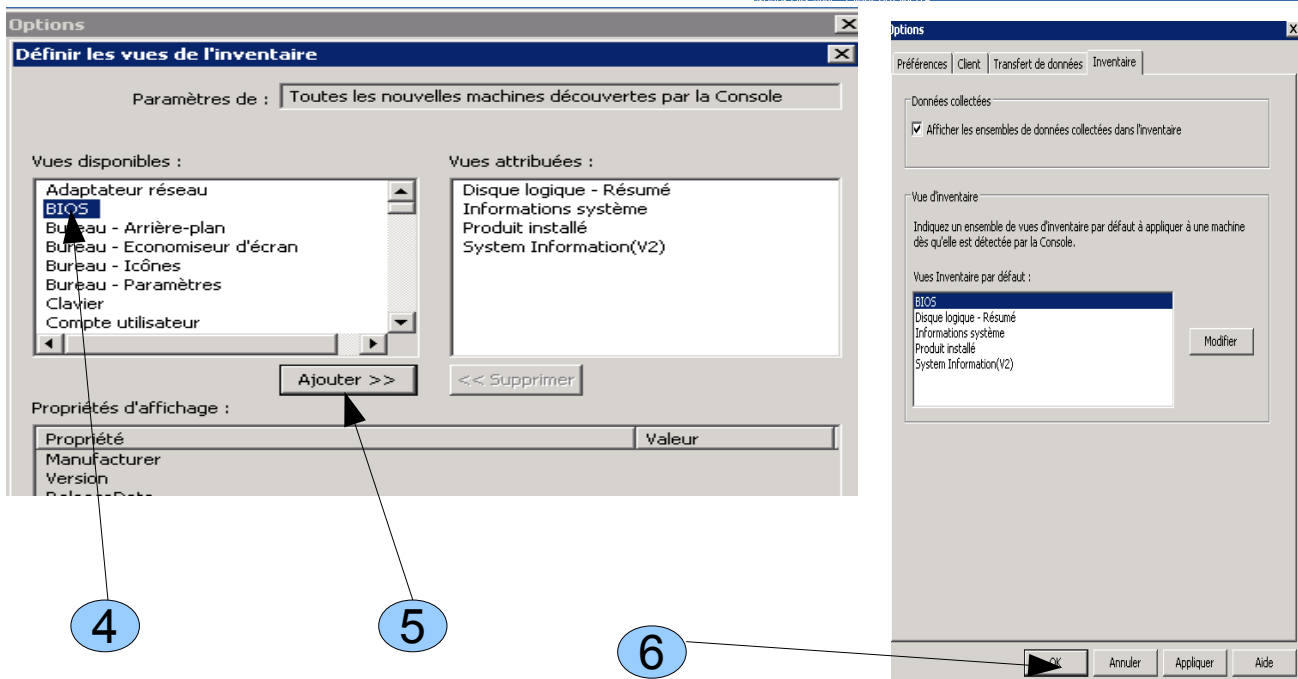 Options
Définir les vues de l'inventaire
Paramètres de : Toutes les nouvelles machines découvertes par la Console
Vues disponibles :
Adaptateur réseau
BIOS
Bureau - Arrière-plan
Bureau - Economiseur d'écran
Bureau - Icônes
Bureau - Paramètres
Clavier
Compte utilisateur
Vues attribuées :
Disque logique - Résumé
Informations système
Produit installé
System Information(V2)
Ajouter >>
<< Supprimer
Propriétés d'affichage :
Propriété Valeur
Manufacturer
Version
4
5
Options
Préférences Client Transfert de données Inventaire
Données collectées
Afficher les ensembles de données collectées dans l'inventaire
Vue d'inventaire
Indiquez un ensemble de vues d'inventaire par défaut à appliquer à une machine
dès qu'elle est détectée par la Console.
Vues Inventaire par défaut :
BIOS
Disque logique - Résumé
Informations système
Produit installé
System Information(V2)
Modifier
6
OK Annuler Appliquer Aide